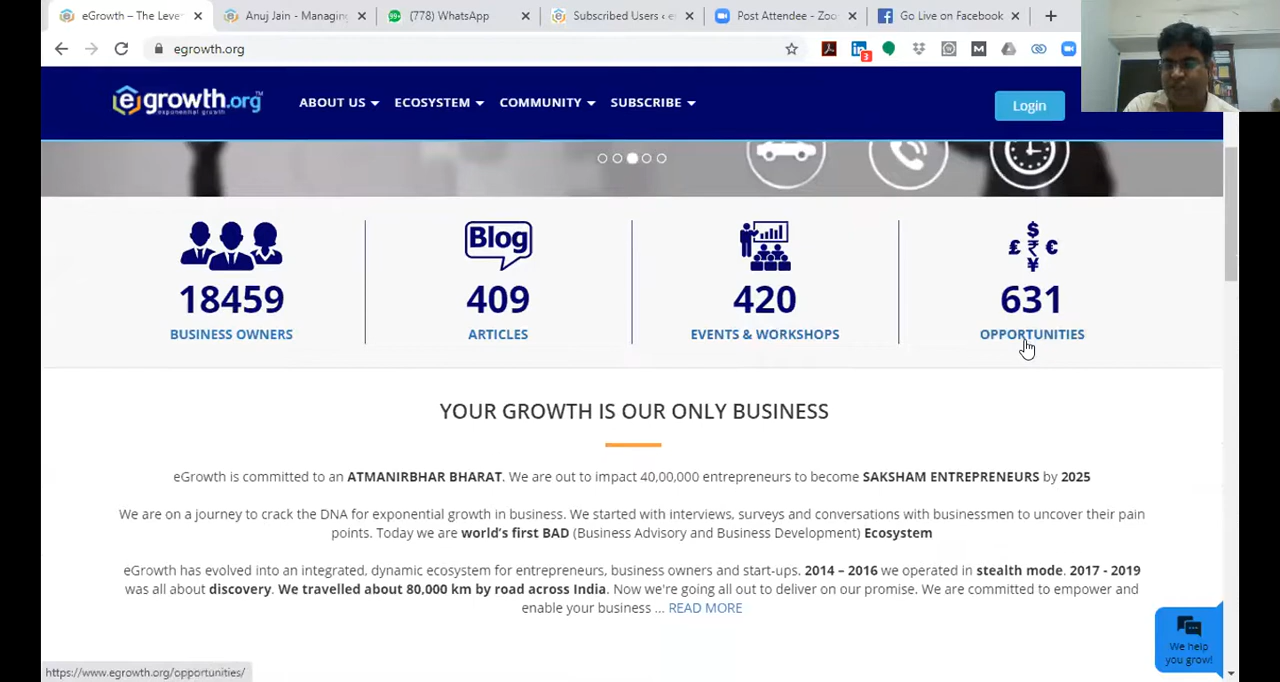 eGrowth – The Lever
Anuj Jain - Managing
(778) WhatsApp
Subscribed Users ‹ e
Post Attendee - Zoo
Go Live on Facebook
egrowth.org
3
egrowth.org™
exponential growth
ABOUT US
ECOSYSTEM
COMMUNITY
SUBSCRIBE
Login
Blog
18459
409
420
631
BUSINESS OWNERS
ARTICLES
EVENTS & WORKSHOPS
OPPORTUNITIES
YOUR GROWTH IS OUR ONLY BUSINESS
eGrowth is committed to an ATMANIRBHAR BHARAT. We are out to impact 40,00,000 entrepreneurs to become SAKSHAM ENTREPRENEURS by 2025
We are on a journey to crack the DNA for exponential growth in business. We started with interviews, surveys and conversations with businessmen to uncover their pain
points. Today we are world's first BAD (Business Advisory and Business Development) Ecosystem
eGrowth has evolved into an integrated, dynamic ecosystem for entrepreneurs, business owners and start-ups. 2014 – 2016 we operated in stealth mode. 2017 - 2019
was all about discovery. We travelled about 80,000 km by road across India. Now we're going all out to deliver on our promise. We are committed to empower and
enable your business ... READ MORE
We help
you grow!
https://www.egrowth.org/opportunities/